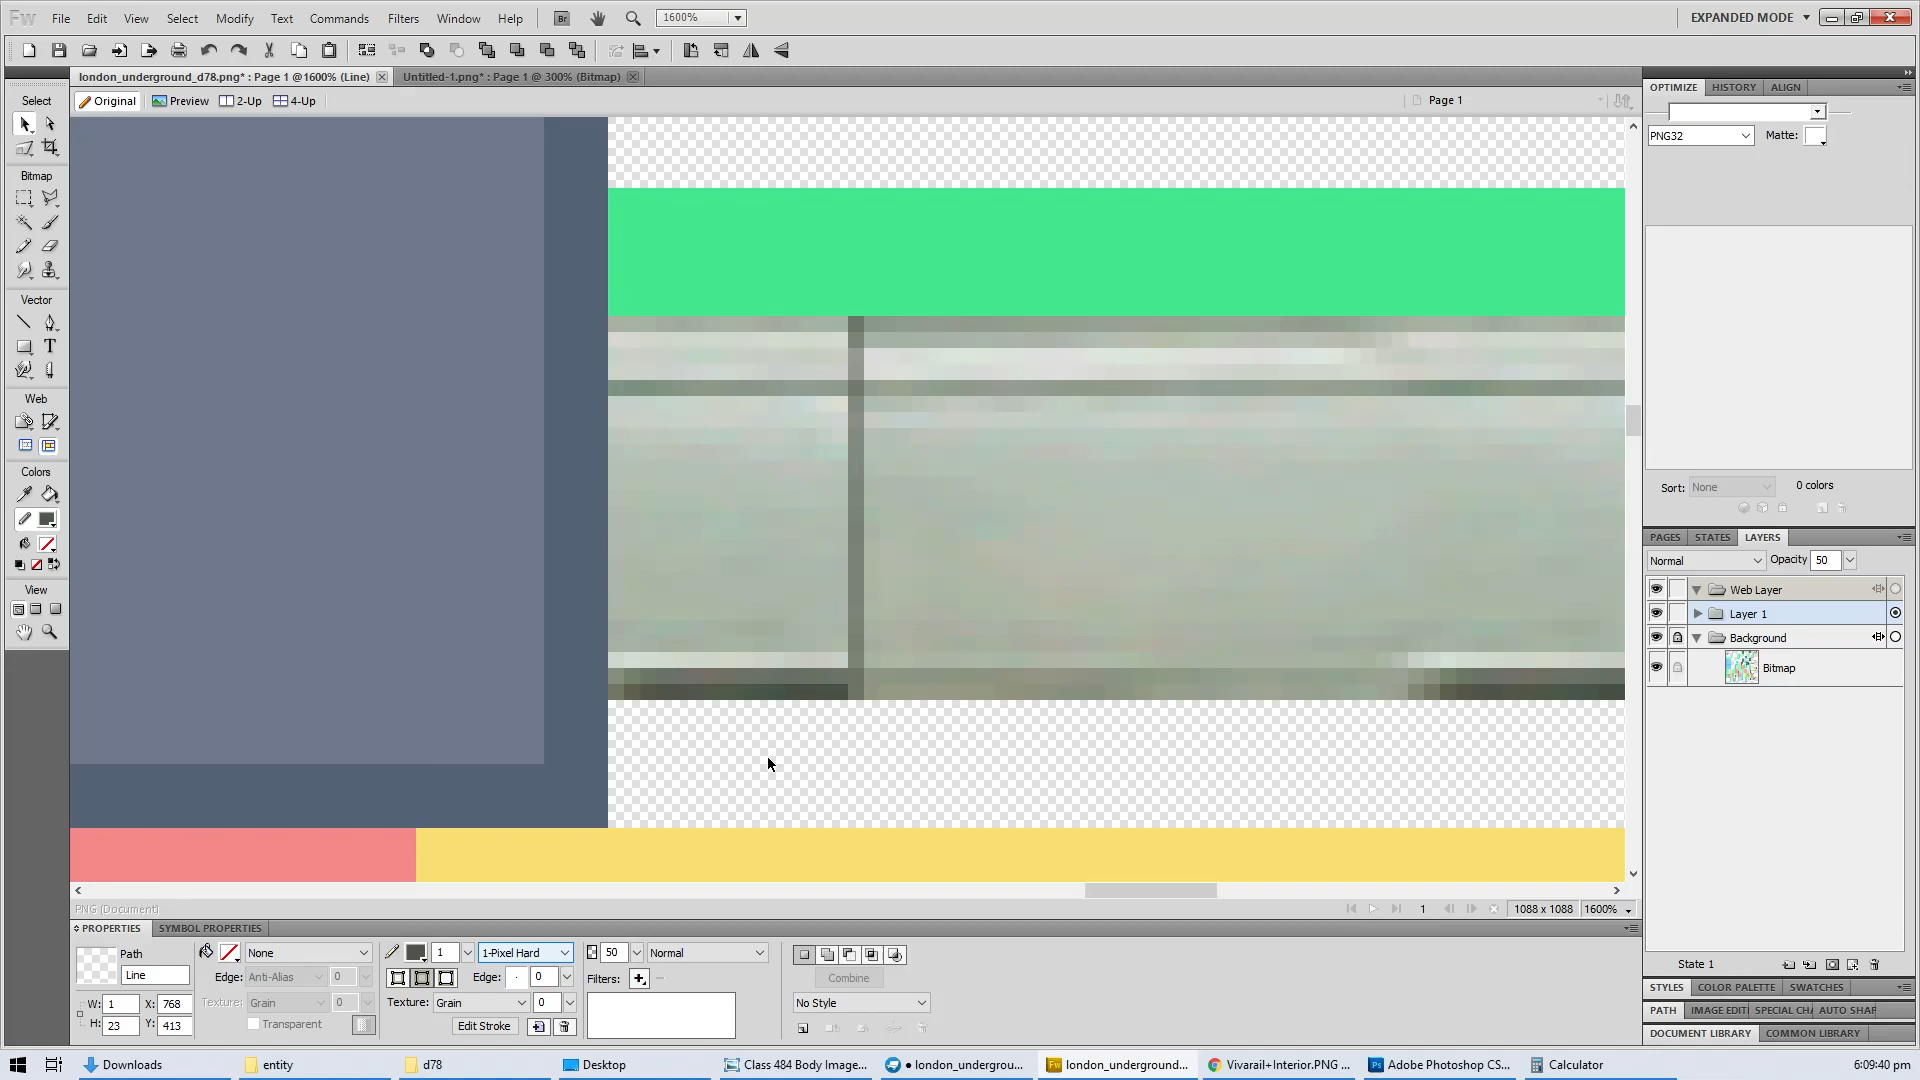 Fw File Edit View Select Modify Text Commands Filters Window Help Br 1600% EXPANDED MODE
london_underground_d78.png* : Page 1 @1600% (Line) Untitled-1.png* : Page 1 @ 300% (Bitmap)
Original Preview 2-Up 4-Up Page 1
OPTIMIZE HISTORY ALIGN
PNG32 Matte:
Sort: None 0 colors
Select
Bitmap
Vector
Web
Colors
View
PAGES STATES LAYERS
Normal Opacity 50
Web Layer
Layer 1
Background
Bitmap
State 1
STYLES COLOR PALETTE SWATCHES
PATH IMAGE EDITI SPECIAL CHA AUTO SHAP
DOCUMENT LIBRARY COMMON LIBRARY
PNG (Document) 1 1088 x 1088 1600%
PROPERTIES SYMBOL PROPERTIES
Path
Line
W: 1 X: 768
H: 23 Y: 413
None
Edge: Anti-Alias 0
Texture: Grain 0
Transparent
1 1-Pixel Hard
Edge: 0
Texture: Grain 0
Edit Stroke
50 Normal
Filters:
Combine
No Style
Downloads entity d78 Desktop Class 484 Body Image... • london_undergrou... london_underground... Vivarail+Interior.PNG ... Adobe Photoshop CS... Calculator 6:09:40 pm